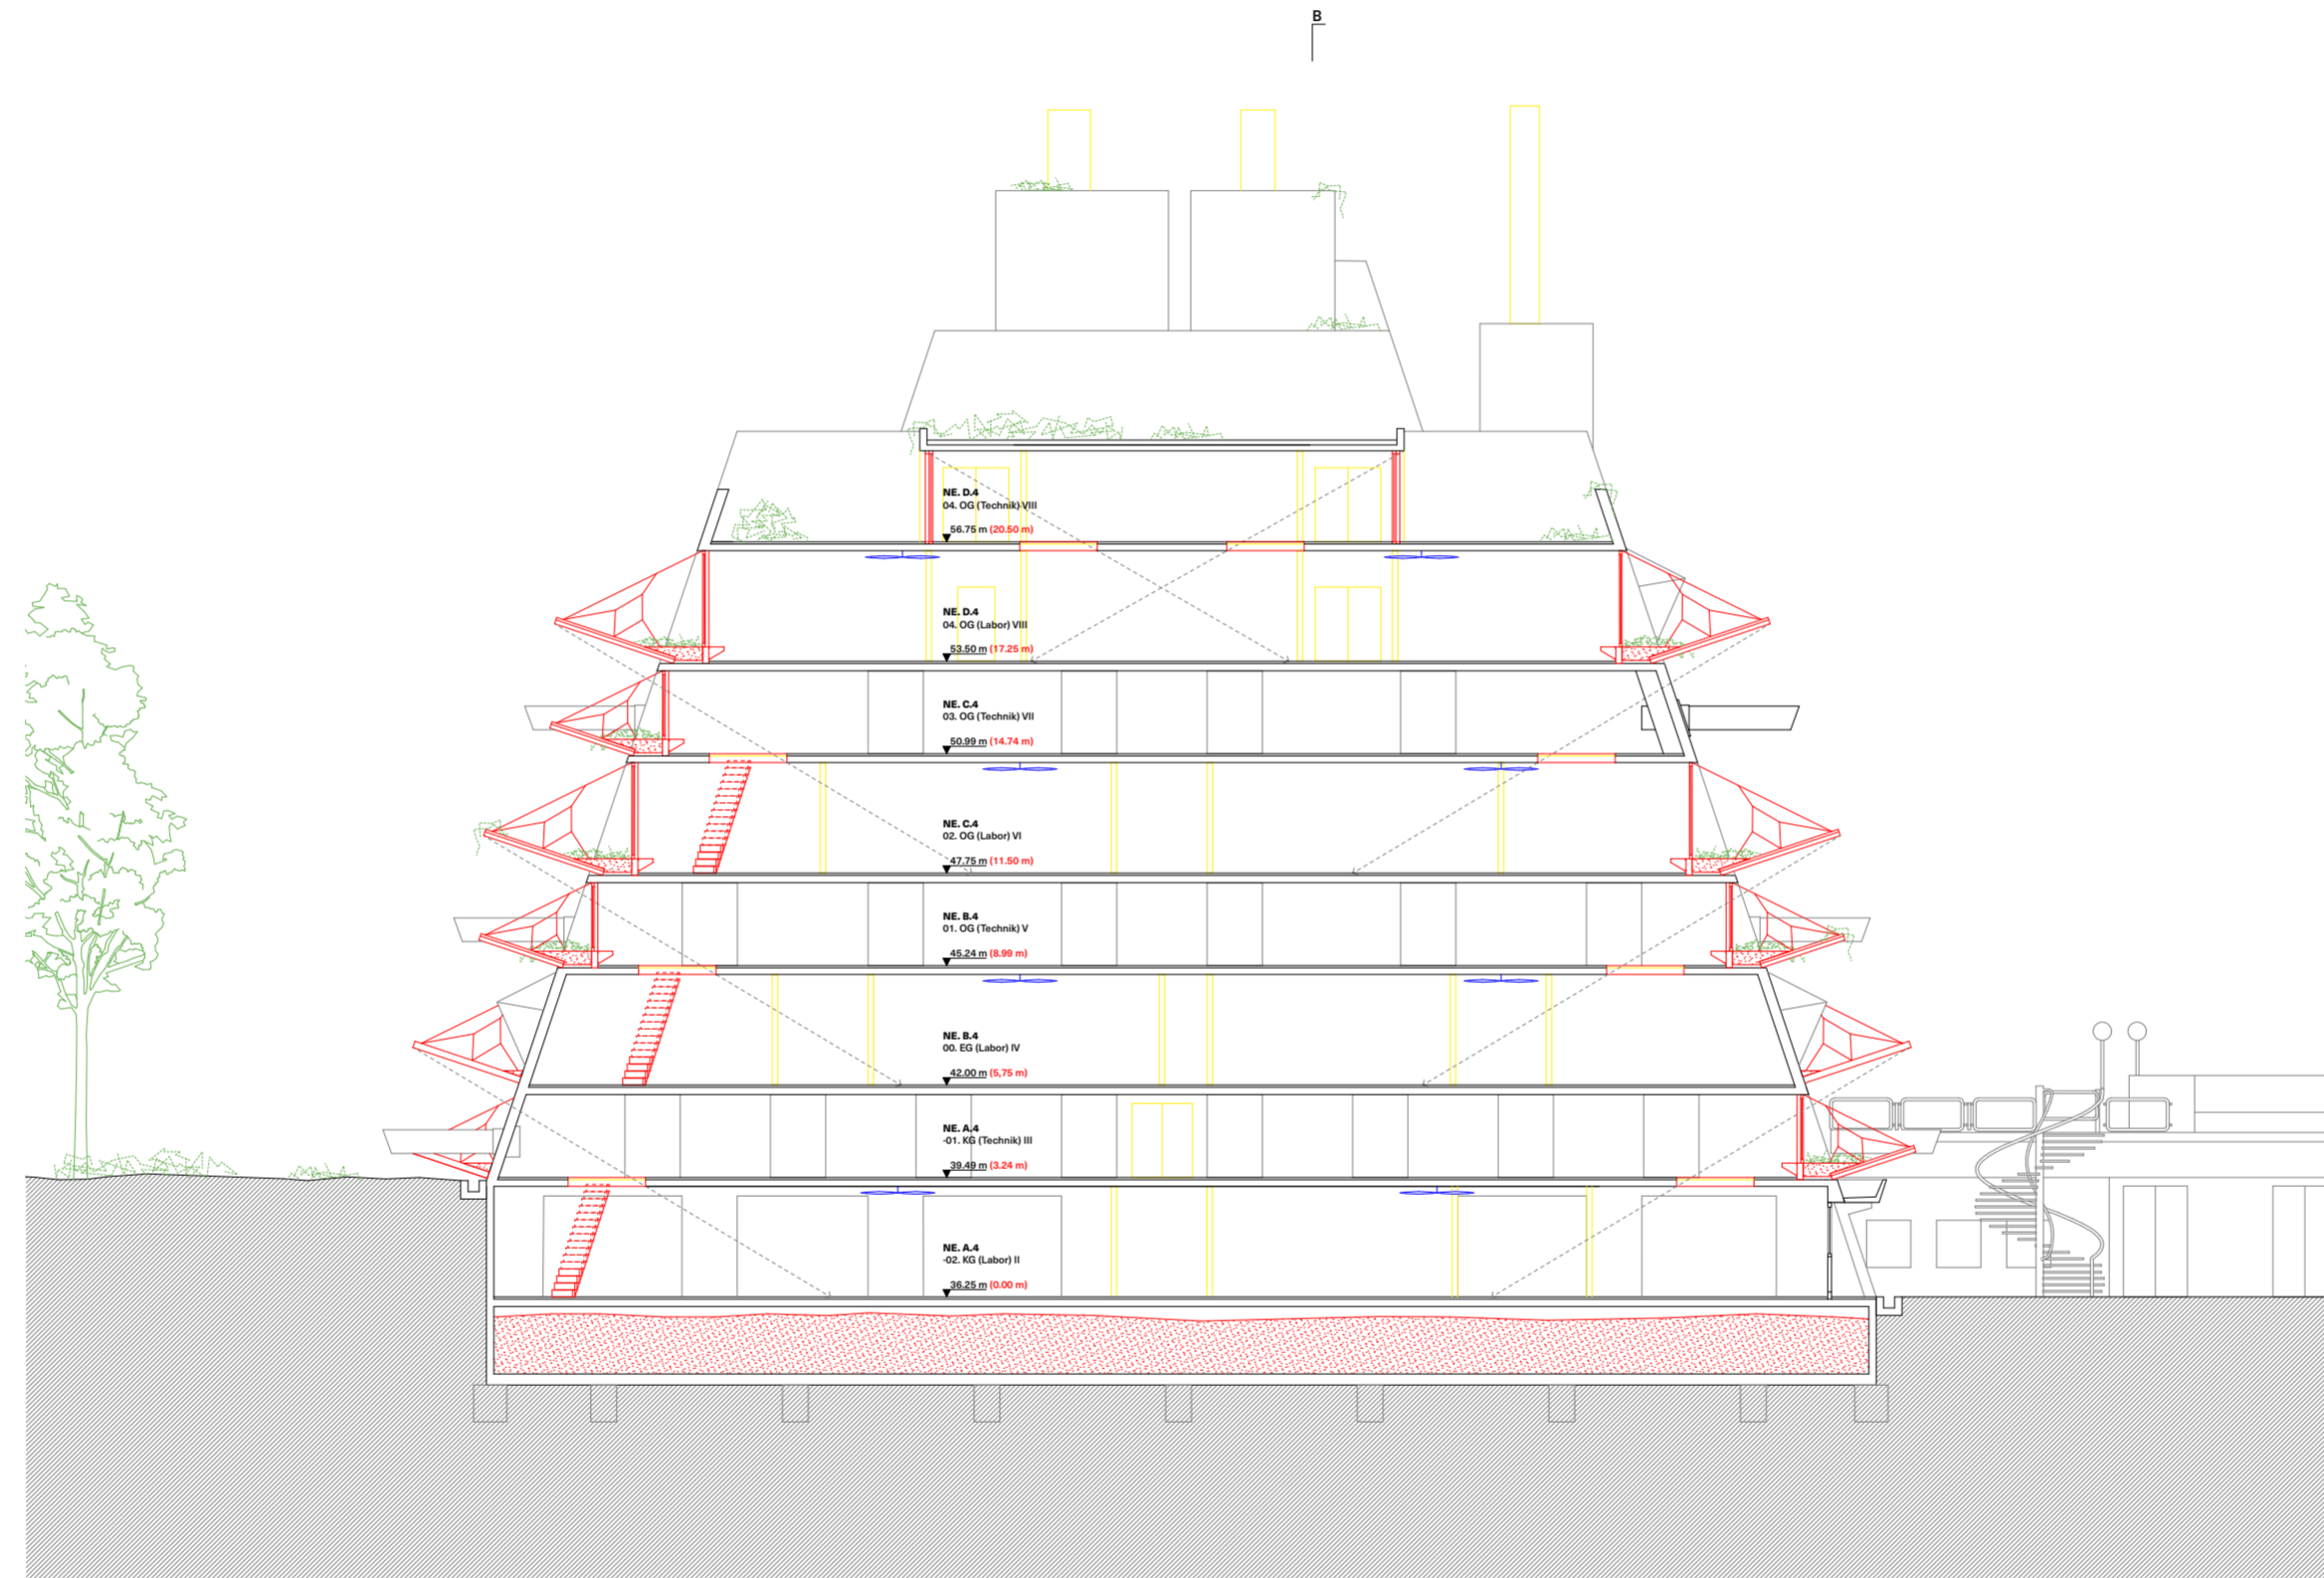 B
NE. D.4
04. OG (Technik) VIII
56.75 m (20.50 m)
NE. D.4
04. OG (Labor) VIII
53.50 m (17.25 m)
NE. C.4
03. OG (Technik) VII
50.99 m (14.74 m)
NE. C.4
02. OG (Labor) VI
47.75 m (11.50 m)
NE. B.4
01. OG (Technik) V
45.24 m (8.99 m)
NE. B.4
00. EG (Labor) IV
42.00 m (5,75 m)
NE. A.4
-01. KG (Technik) III
39.49 m (3.24 m)
NE. A.4
-02. KG (Labor) II
36.25 m (0.00 m)